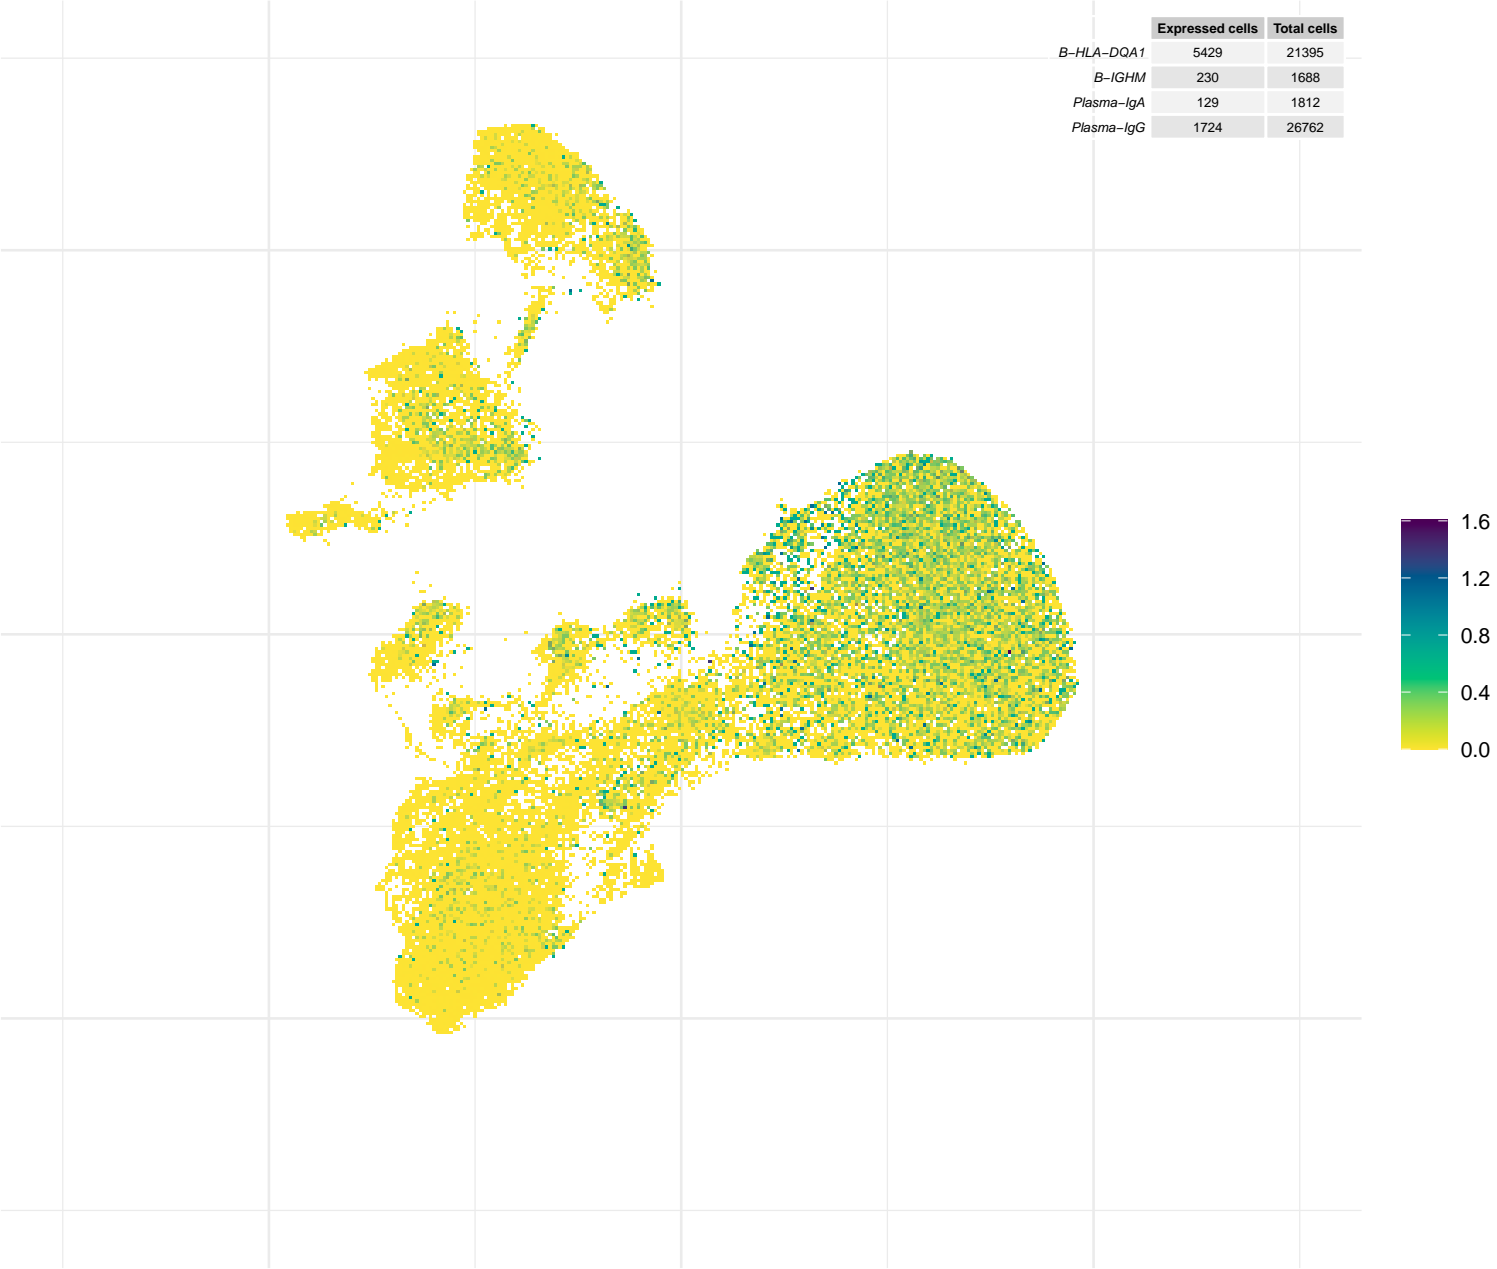 Expressed cells Total cells
B−HLA−DQA1 5429 21395
B−IGHM 230 1688
Plasma−IgA 129 1812
Plasma−IgG 1724 26762
1.6
1.2
0.8
0.4
0.0